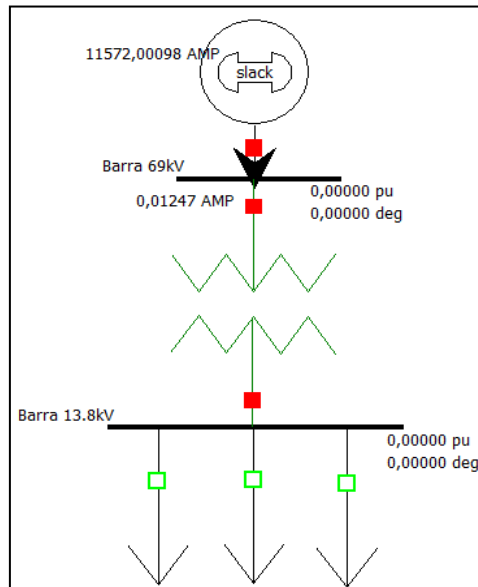 11572,00098 AMP
slack
Barra 69kV
0,00000 pu
0,01247 AMP
0,00000 deg
Barra 13.8kV
0,00000 pu
0,00000 deg